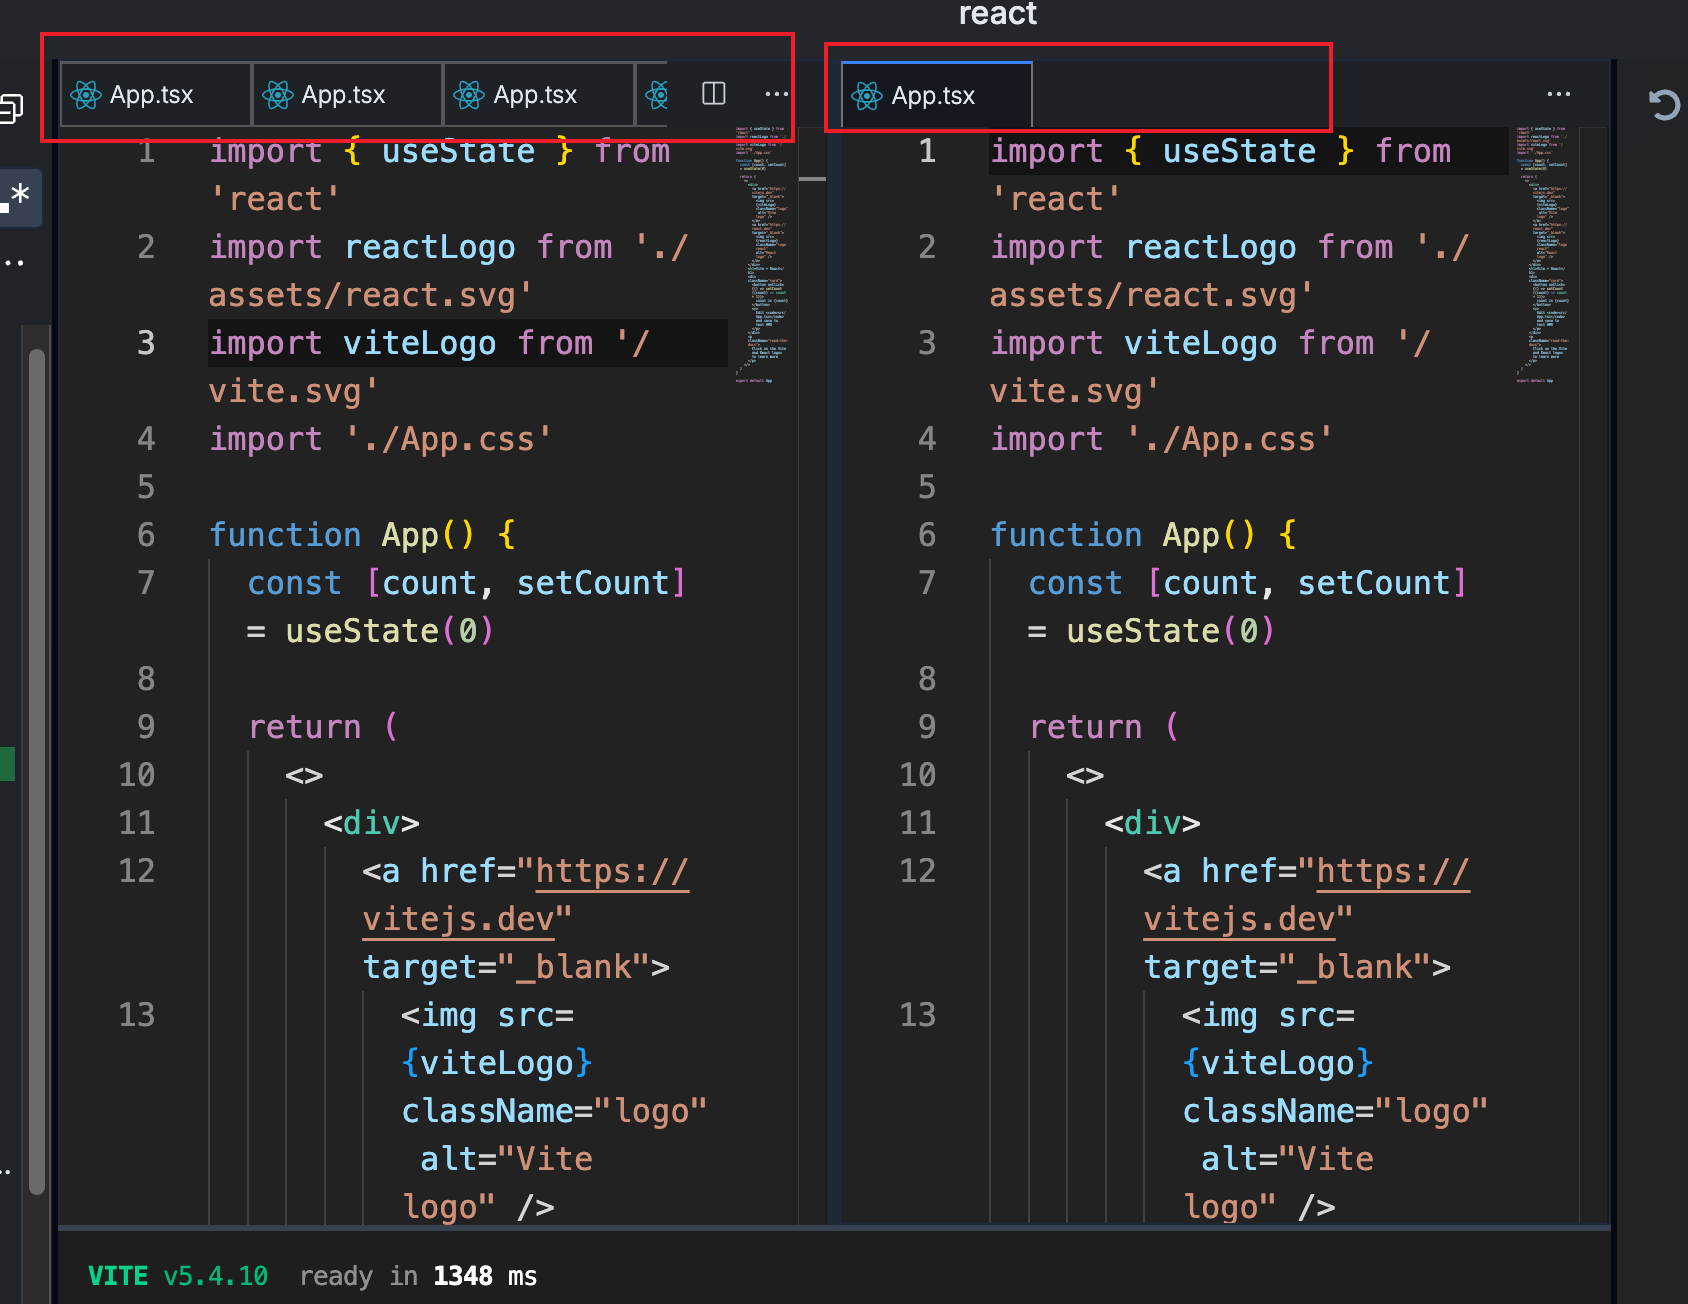 react
App.tsx App.tsx App.tsx
1 import { useState } from
'react'
2 import reactLogo from './
assets/react.svg'
3 import viteLogo from '/
vite.svg'
4 import './App.css'
5
6 function App() {
7 const [count, setCount]
= useState(0)
8
9 return (
10 <>
11 <div>
12 <a href="https://
vitejs.dev"
target="_blank">
13 <img src=
{viteLogo}
className="logo"
alt="Vite
logo" />
App.tsx
1 import { useState } from
'react'
2 import reactLogo from './
assets/react.svg'
3 import viteLogo from '/
vite.svg'
4 import './App.css'
5
6 function App() {
7 const [count, setCount]
= useState(0)
8
9 return (
10 <>
11 <div>
12 <a href="https://
vitejs.dev"
target="_blank">
13 <img src=
{viteLogo}
className="logo"
alt="Vite
logo" />
VITE v5.4.10 ready in 1348 ms